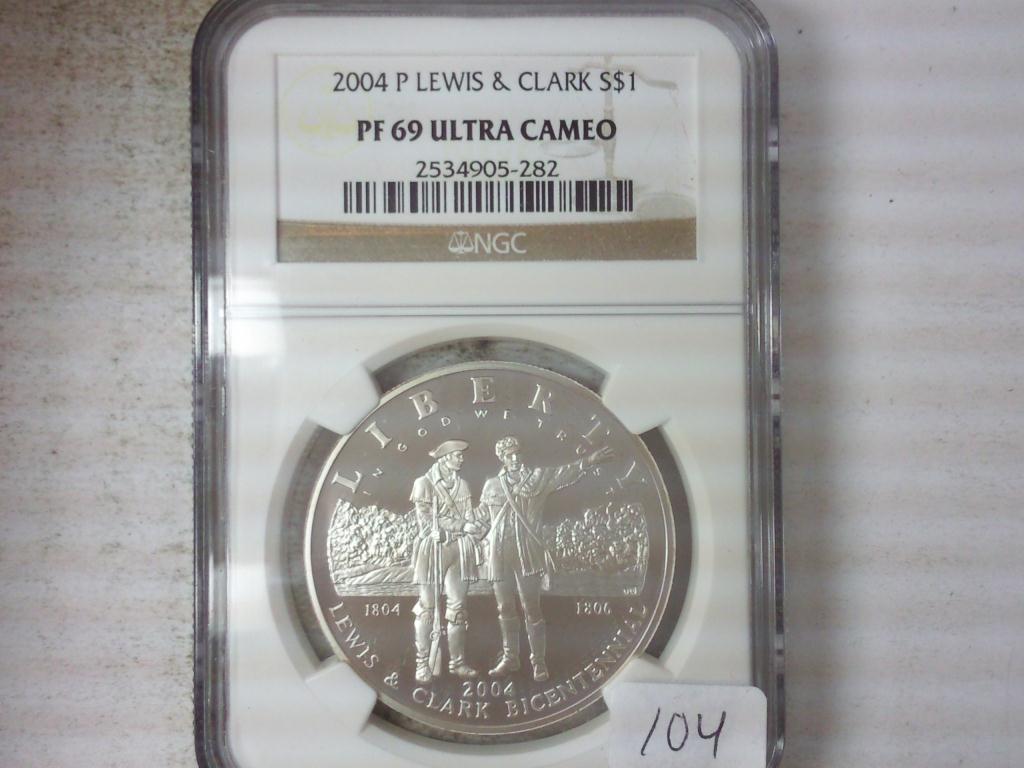 2004 P LEWIS & CLARK S$1
PF 69 ULTRA CAMEO
2534905-282
NGC
LIBERTY
IN GOD WE TRUST
1804 1806
2004
LEWIS & CLARK BICENTENNIAL
104